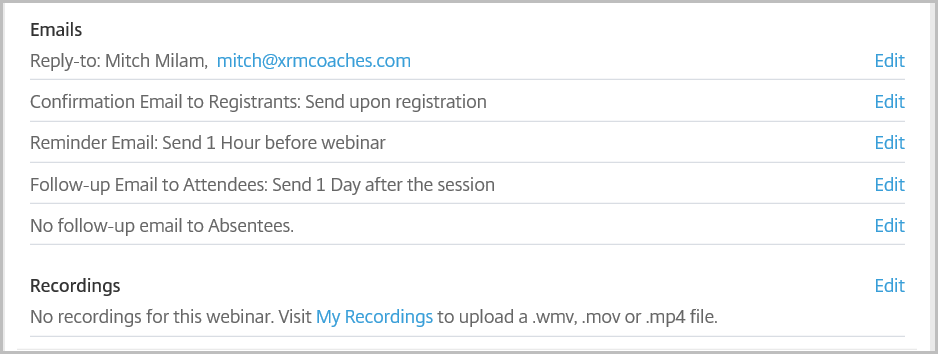 Emails
Reply-to: Mitch Milam, mitch@xrmcoaches.com Edit
Confirmation Email to Registrants: Send upon registration Edit
Reminder Email: Send 1 Hour before webinar Edit
Follow-up Email to Attendees: Send 1 Day after the session Edit
No follow-up email to Absentees. Edit
Recordings Edit
No recordings for this webinar. Visit My Recordings to upload a .wmv, .mov or .mp4 file.